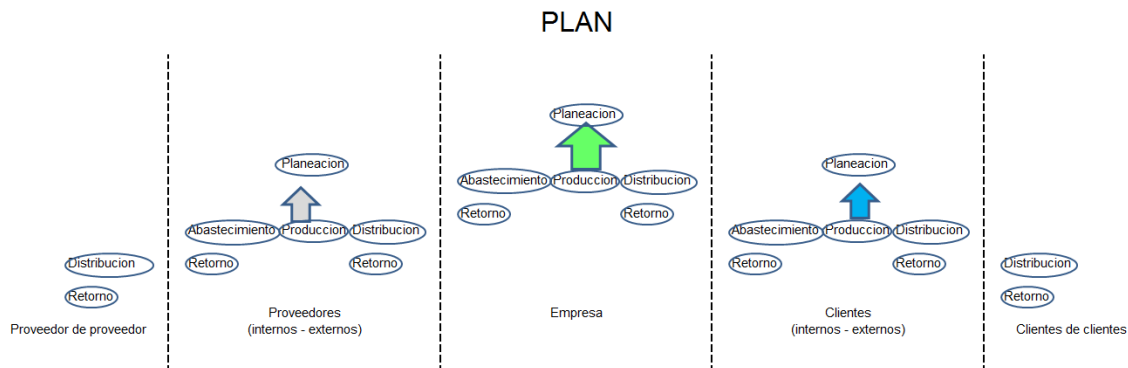 PLAN
Distribucion
Retorno
Proveedor de proveedor
Planeacion
Abastecimiento Produccion Distribucion
Retorno Retorno
Proveedores
(internos - externos)
Planeacion
Abastecimiento Produccion Distribucion
Retorno Retorno
Empresa
Planeacion
Abastecimiento Produccion Distribucion
Retorno Retorno
Clientes
(internos - externos)
Distribucion
Retorno
Clientes de clientes